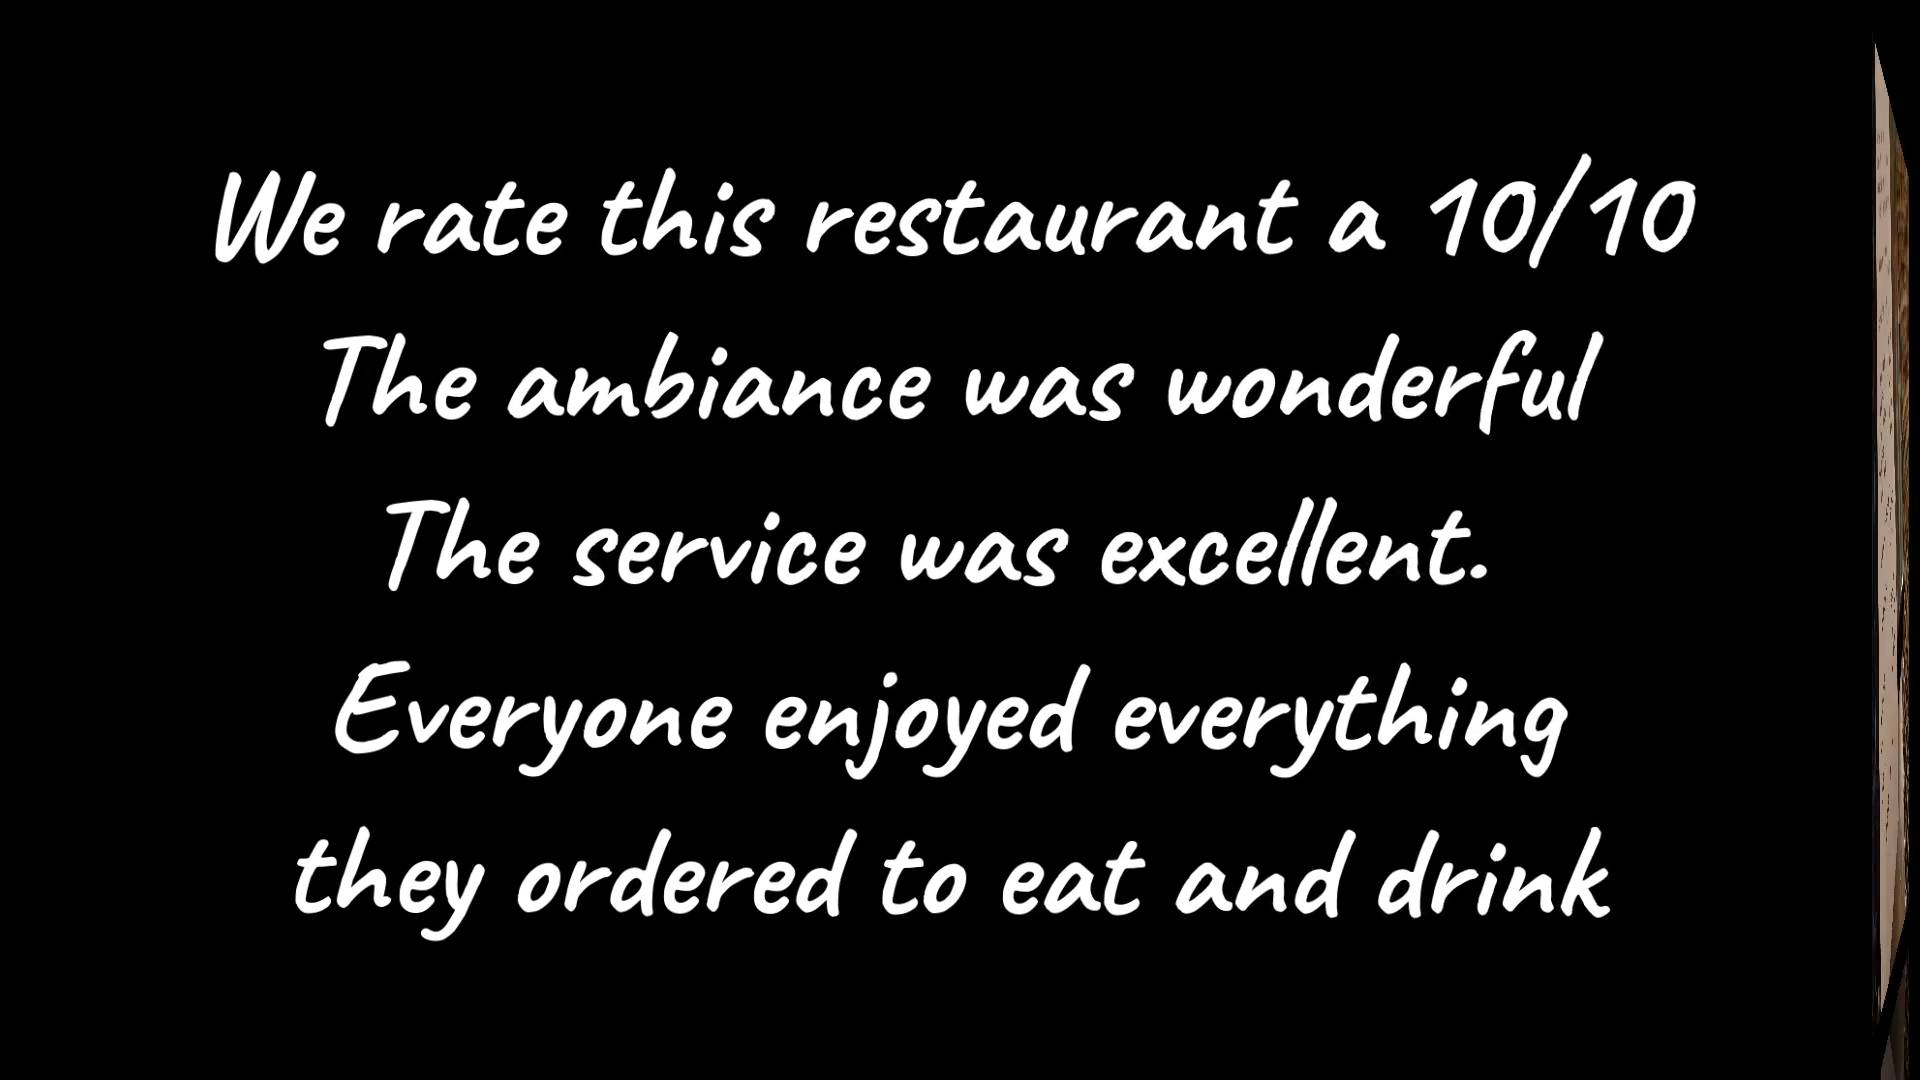 We rate this restaurant a 10/10
The ambiance was wonderful
The service was excellent.
Everyone enjoyed everything
they ordered to eat and drink